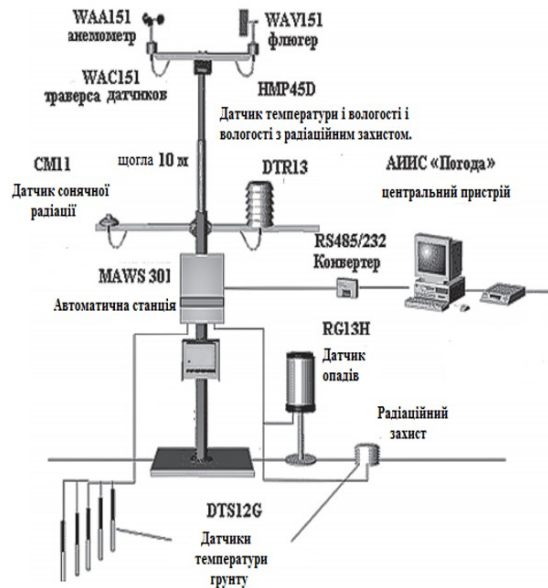 WAA151
анемометр
WAV151
флюгер
WAC151
траверса датчиков
HMP45D
Датчик температури і вологості і
вологості з радіаційним захистом.
щогла 10 м
CM11
Датчик сонячної
радіації
DTR13
АИИС «Погода»
центральний пристрій
RS485/232
Конвертер
MAWS 301
Автоматична станція
RG13H
Датчик
опадів
Радіаційний
захист
DTS12G
Датчики
температури
грунту